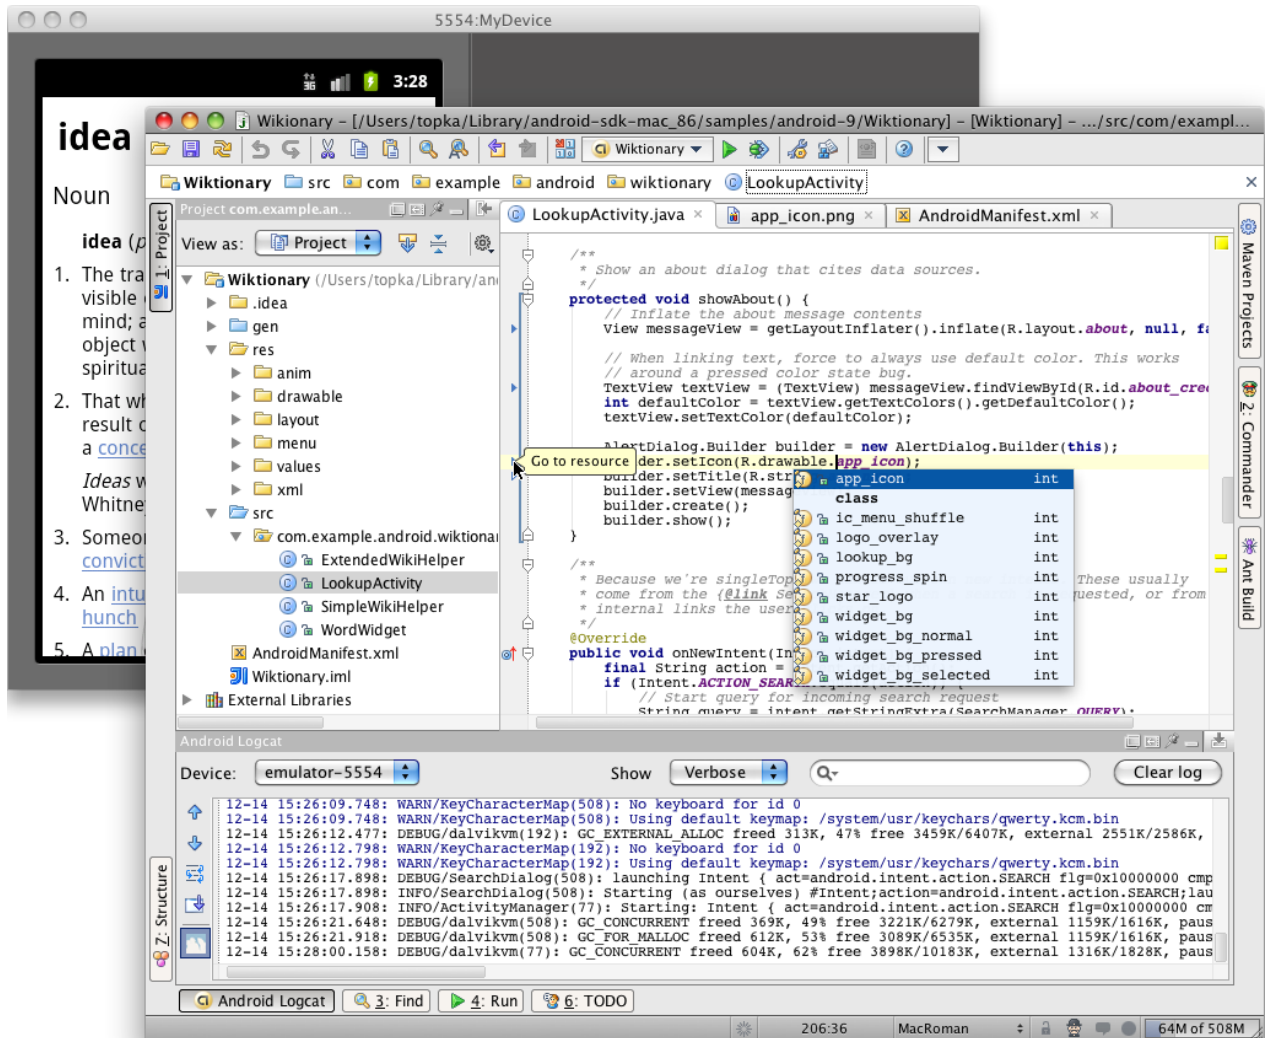 5554:MyDevice
3G 3:28
idea
Noun
idea (p
1. The tra
visible
mind; a
object
spiritua
2. That wh
result
a conce
Ideas
Whitne
3. Someo
convict
4. An intu
hunch
5. A plan
Wikionary – [/Users/topka/Library/android-sdk-mac_86/samples/android-9/Wiktionary] – [Wiktionary] – .../src/com/exampl...
Wiktionary
Wiktionary src com example android wiktionary LookupActivity
1: Project
Project com.example.an...
View as: Project
Wiktionary (/Users/topka/Library/an
.idea
gen
res
anim
drawable
layout
menu
values
xml
src
com.example.android.wiktiona
ExtendedWikiHelper
LookupActivity
SimpleWikiHelper
WordWidget
AndroidManifest.xml
Wiktionary.iml
External Libraries
LookupActivity.java app_icon.png AndroidManifest.xml
/**
* Show an about dialog that cites data sources.
*/
protected void showAbout() {
// Inflate the about message contents
View messageView = getLayoutInflater().inflate(R.layout.about, null, fa
// When linking text, force to always use default color. This works
// around a pressed color state bug.
TextView textView = (TextView) messageView.findViewById(R.id.about_cre
int defaultColor = textView.getTextColors().getDefaultColor();
textView.setTextColor(defaultColor);
AlertDialog.Builder builder = new AlertDialog.Builder(this);
Go to resource
der.setIcon(R.drawable.app_icon);
builder.setTitle(R.str
builder.setView(messag
builder.create();
builder.show();
}
app_icon int
class
ic_menu_shuffle int
logo_overlay int
lookup_bg int
progress_spin int
star_logo int
widget_bg int
widget_bg_normal int
widget_bg_pressed int
widget_bg_selected int
/**
* Because we're singleTop These usually
* come from the {@link Se quested, or from
* internal links the user
*/
@Override
public void onNewIntent(In
final String action =
if (Intent.ACTION_SEAR
// Start query for incoming search request
String query = intent.getStringExtra(SearchManager.QUERY);
Maven Projects
2: Commander
Ant Build
Android Logcat
Device: emulator-5554 Show Verbose Clear log
12-14 15:26:09.748: WARN/KeyCharacterMap(508): No keyboard for id 0
12-14 15:26:09.748: WARN/KeyCharacterMap(508): Using default keymap: /system/usr/keychars/qwerty.kcm.bin
12-14 15:26:12.477: DEBUG/dalvikvm(192): GC_EXTERNAL_ALLOC freed 313K, 47% free 3459K/6407K, external 2551K/2586K,
12-14 15:26:12.798: WARN/KeyCharacterMap(192): No keyboard for id 0
12-14 15:26:12.798: WARN/KeyCharacterMap(192): Using default keymap: /system/usr/keychars/qwerty.kcm.bin
12-14 15:26:17.898: DEBUG/SearchDialog(508): launching Intent { act=android.intent.action.SEARCH flg=0x10000000 cmp
12-14 15:26:17.898: INFO/SearchDialog(508): Starting (as ourselves) #Intent;action=android.intent.action.SEARCH;lau
12-14 15:26:17.908: INFO/ActivityManager(77): Starting: Intent { act=android.intent.action.SEARCH flg=0x10000000 cm
12-14 15:26:21.648: DEBUG/dalvikvm(508): GC_CONCURRENT freed 369K, 49% free 3221K/6279K, external 1159K/1616K, paus
12-14 15:26:21.918: DEBUG/dalvikvm(508): GC_FOR_MALLOC freed 612K, 53% free 3089K/6535K, external 1159K/1616K, paus
12-14 15:28:00.158: DEBUG/dalvikvm(77): GC_CONCURRENT freed 604K, 62% free 3898K/10183K, external 1316K/1828K, paus
Z: Structure
Android Logcat 3: Find 4: Run 6: TODO
206:36 MacRoman 64M of 508M